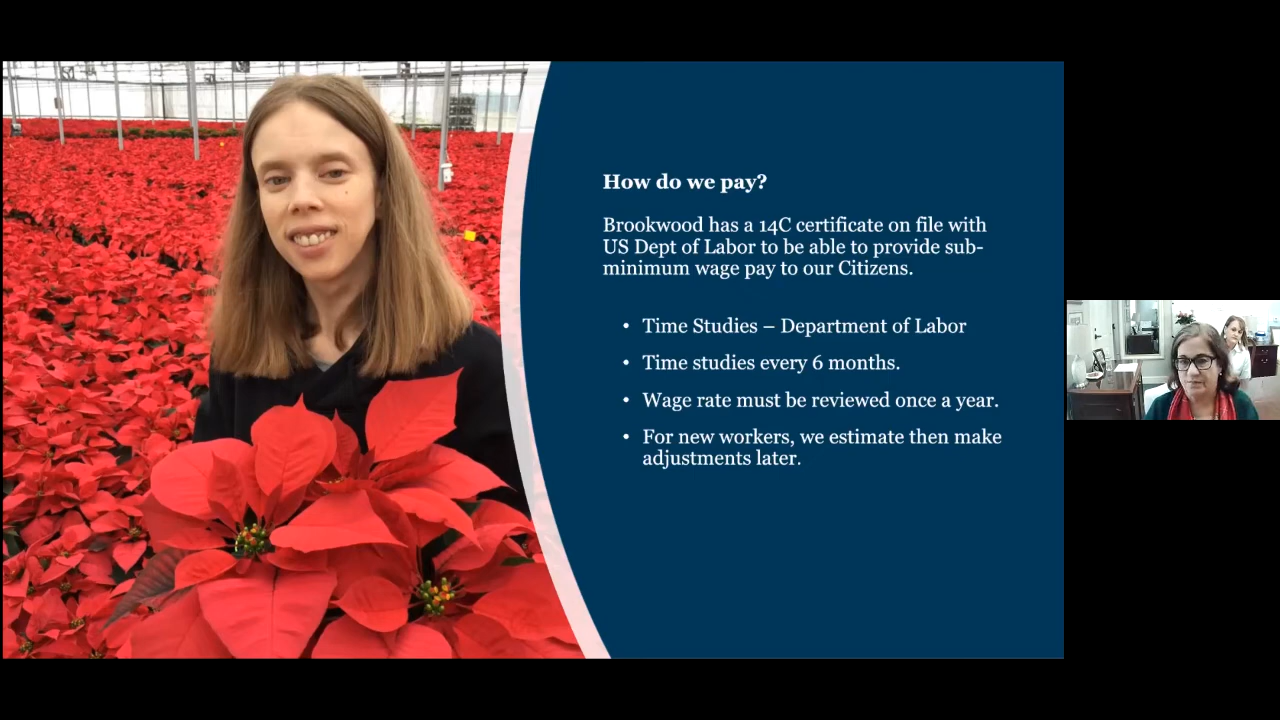 How do we pay?
Brookwood has a 14C certificate on file with
US Dept of Labor to be able to provide sub-
minimum wage pay to our Citizens.
• Time Studies – Department of Labor
• Time studies every 6 months.
• Wage rate must be reviewed once a year.
• For new workers, we estimate then make
adjustments later.